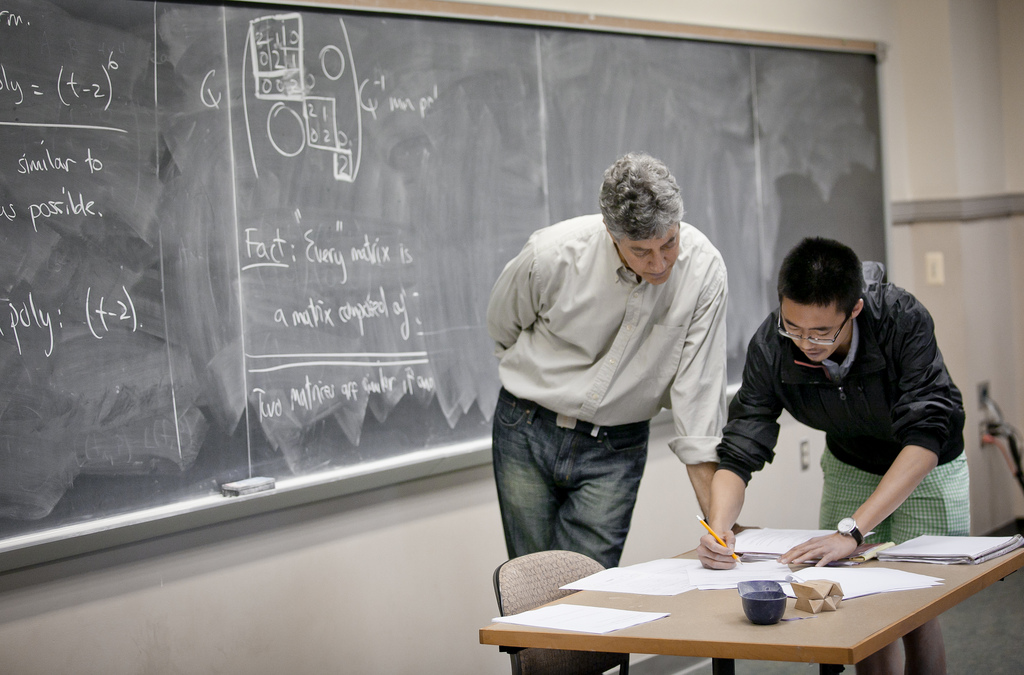 rm.
oly = (t-2)⁶
similar to
as possible.
poly: (t-2).
Q
2 1 0
0 2 1
0 0 2
0
2 1
0 2
0
2
Q⁻¹ min
Fact: "Every" matrix is
a matrix composed of:
Two matrices are similar if and